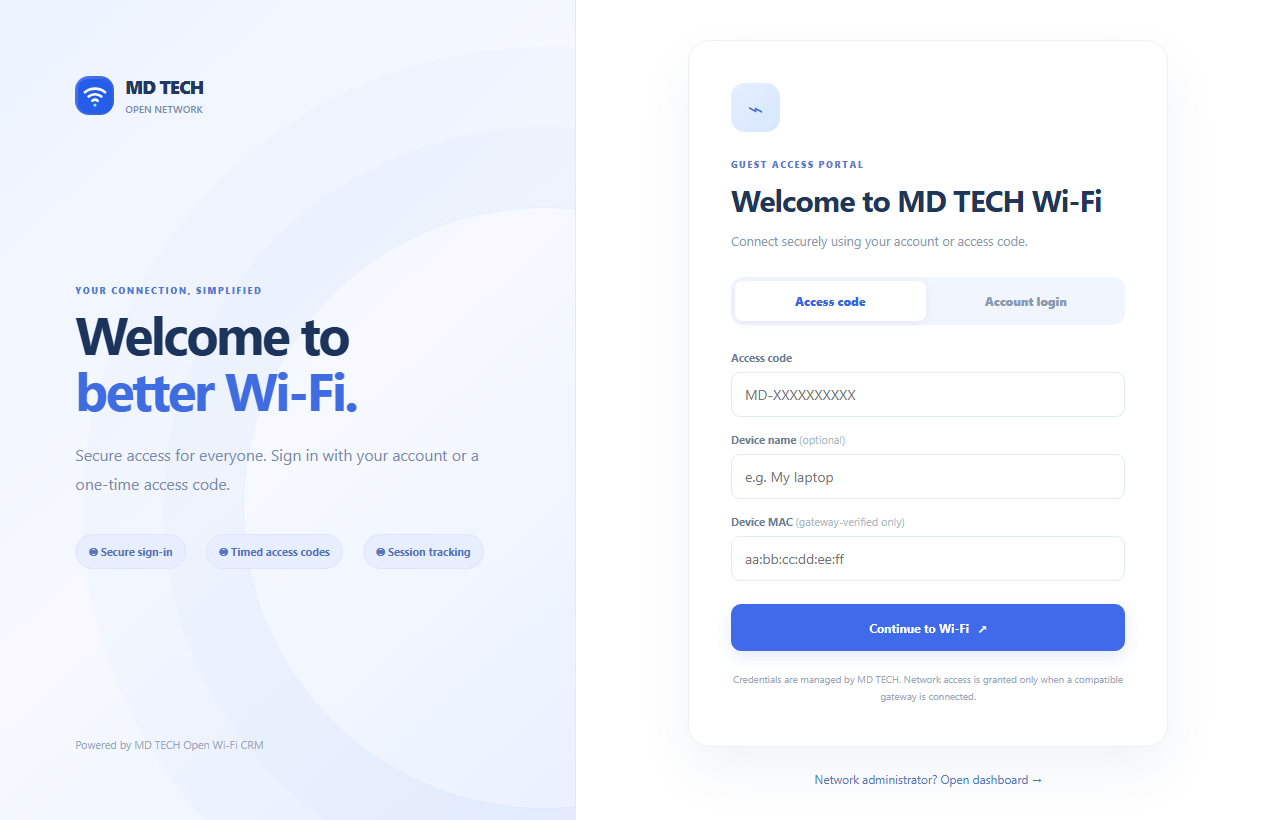 MD TECH
OPEN NETWORK
YOUR CONNECTION, SIMPLIFIED
Welcome to
better Wi-Fi.
Secure access for everyone. Sign in with your account or a
one-time access code.
Secure sign-in
Timed access codes
Session tracking
Powered by MD TECH Open Wi-Fi CRM
GUEST ACCESS PORTAL
Welcome to MD TECH Wi-Fi
Connect securely using your account or access code.
Access code
Account login
Access code
MD-XXXXXXXXXX
Device name (optional)
e.g. My laptop
Device MAC (gateway-verified only)
aa:bb:cc:dd:ee:ff
Continue to Wi-Fi ↗
Credentials are managed by MD TECH. Network access is granted only when a compatible
gateway is connected.
Network administrator? Open dashboard →